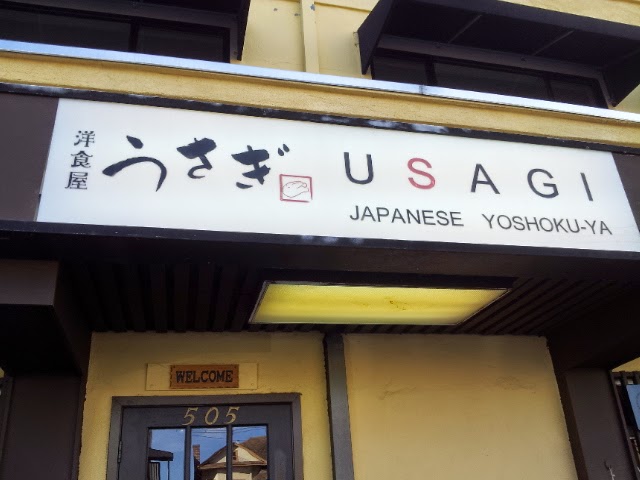 洋食屋
うさぎ
USAGI
JAPANESE YOSHOKU-YA
WELCOME
505